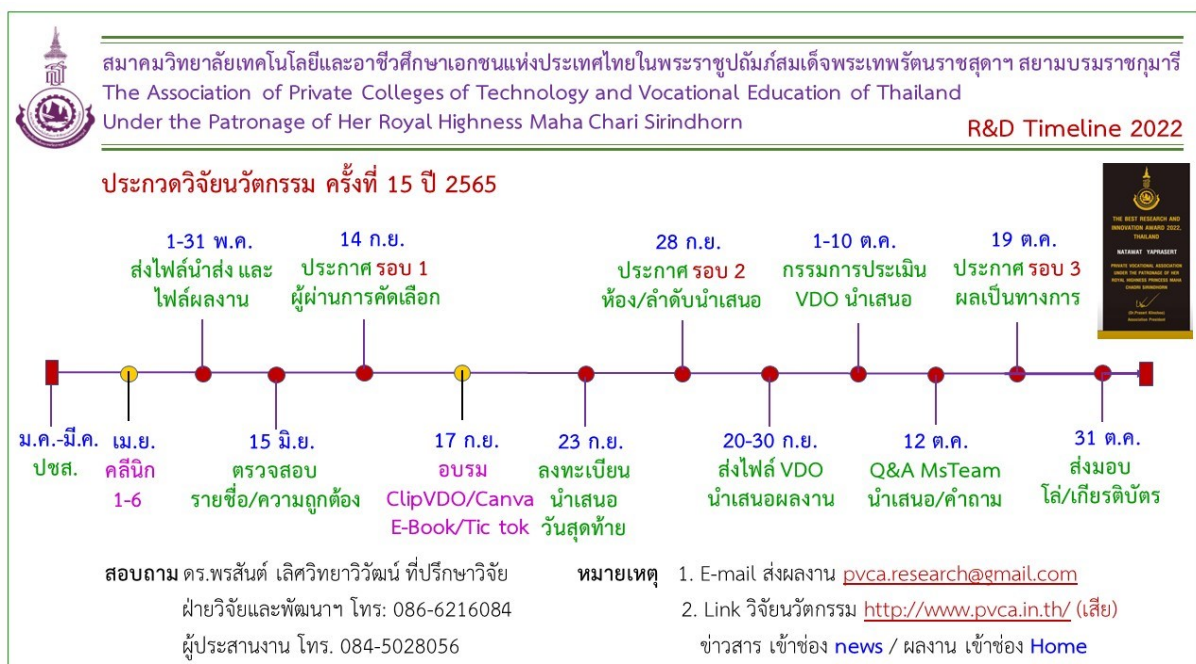 สมาคมวิทยาลัยเทคโนโลยีและอาชีวศึกษาเอกชนแห่งประเทศไทยในพระราชูปถัมภ์สมเด็จพระเทพรัตนราชสุดาฯ สยามบรมราชกุมารี
The Association of Private Colleges of Technology and Vocational Education of Thailand
Under the Patronage of Her Royal Highness Maha Chari Sirindhorn
R&D Timeline 2022
ประกวดวิจัยนวัตกรรม ครั้งที่ 15 ปี 2565
THE BEST RESEARCH AND
INNOVATION AWARD 2022,
THAILAND
NATAWAT YAPRASERT
PRIVATE VOCATIONAL ASSOCIATION
UNDER THE PATRONAGE OF HER
ROYAL HIGHNESS PRINCESS MAHA
CHAKRI SIRINDHORN
Association President
1-31 พ.ค.
ส่งไฟล์นำส่ง และ
ไฟล์ผลงาน
14 ก.ย.
ประกาศ รอบ 1
ผู้ผ่านการคัดเลือก
28 ก.ย.
ประกาศ รอบ 2
ห้อง/ลำดับนำเสนอ
1-10 ต.ค.
กรรมการประเมิน
VDO นำเสนอ
19 ต.ค.
ประกาศ รอบ 3
ผลเป็นทางการ
ม.ค.-มี.ค.
ปชส.
เม.ย.
คลีนิก
1-6
15 มิ.ย.
ตรวจสอบ
รายชื่อ/ความถูกต้อง
17 ก.ย.
อบรม
ClipVDO/Canva
E-Book/Tic tok
23 ก.ย.
ลงทะเบียน
นำเสนอ
วันสุดท้าย
20-30 ก.ย.
ส่งไฟล์ VDO
นำเสนอผลงาน
12 ต.ค.
Q&A MsTeam
นำเสนอ/คำถาม
31 ต.ค.
ส่งมอบ
โล่/เกียรติบัตร
สอบถาม ดร.พรสันต์ เลิศวิทยาวิวัฒน์ ที่ปรึกษาวิจัย
ฝ่ายวิจัยและพัฒนาฯ โทร: 086-6216084
ผู้ประสานงาน โทร. 084-5028056
หมายเหตุ 1. E-mail ส่งผลงาน pvca.research@gmail.com
2. Link วิจัยนวัตกรรม http://www.pvca.in.th/ (เสีย)
ข่าวสาร เข้าช่อง news / ผลงาน เข้าช่อง Home